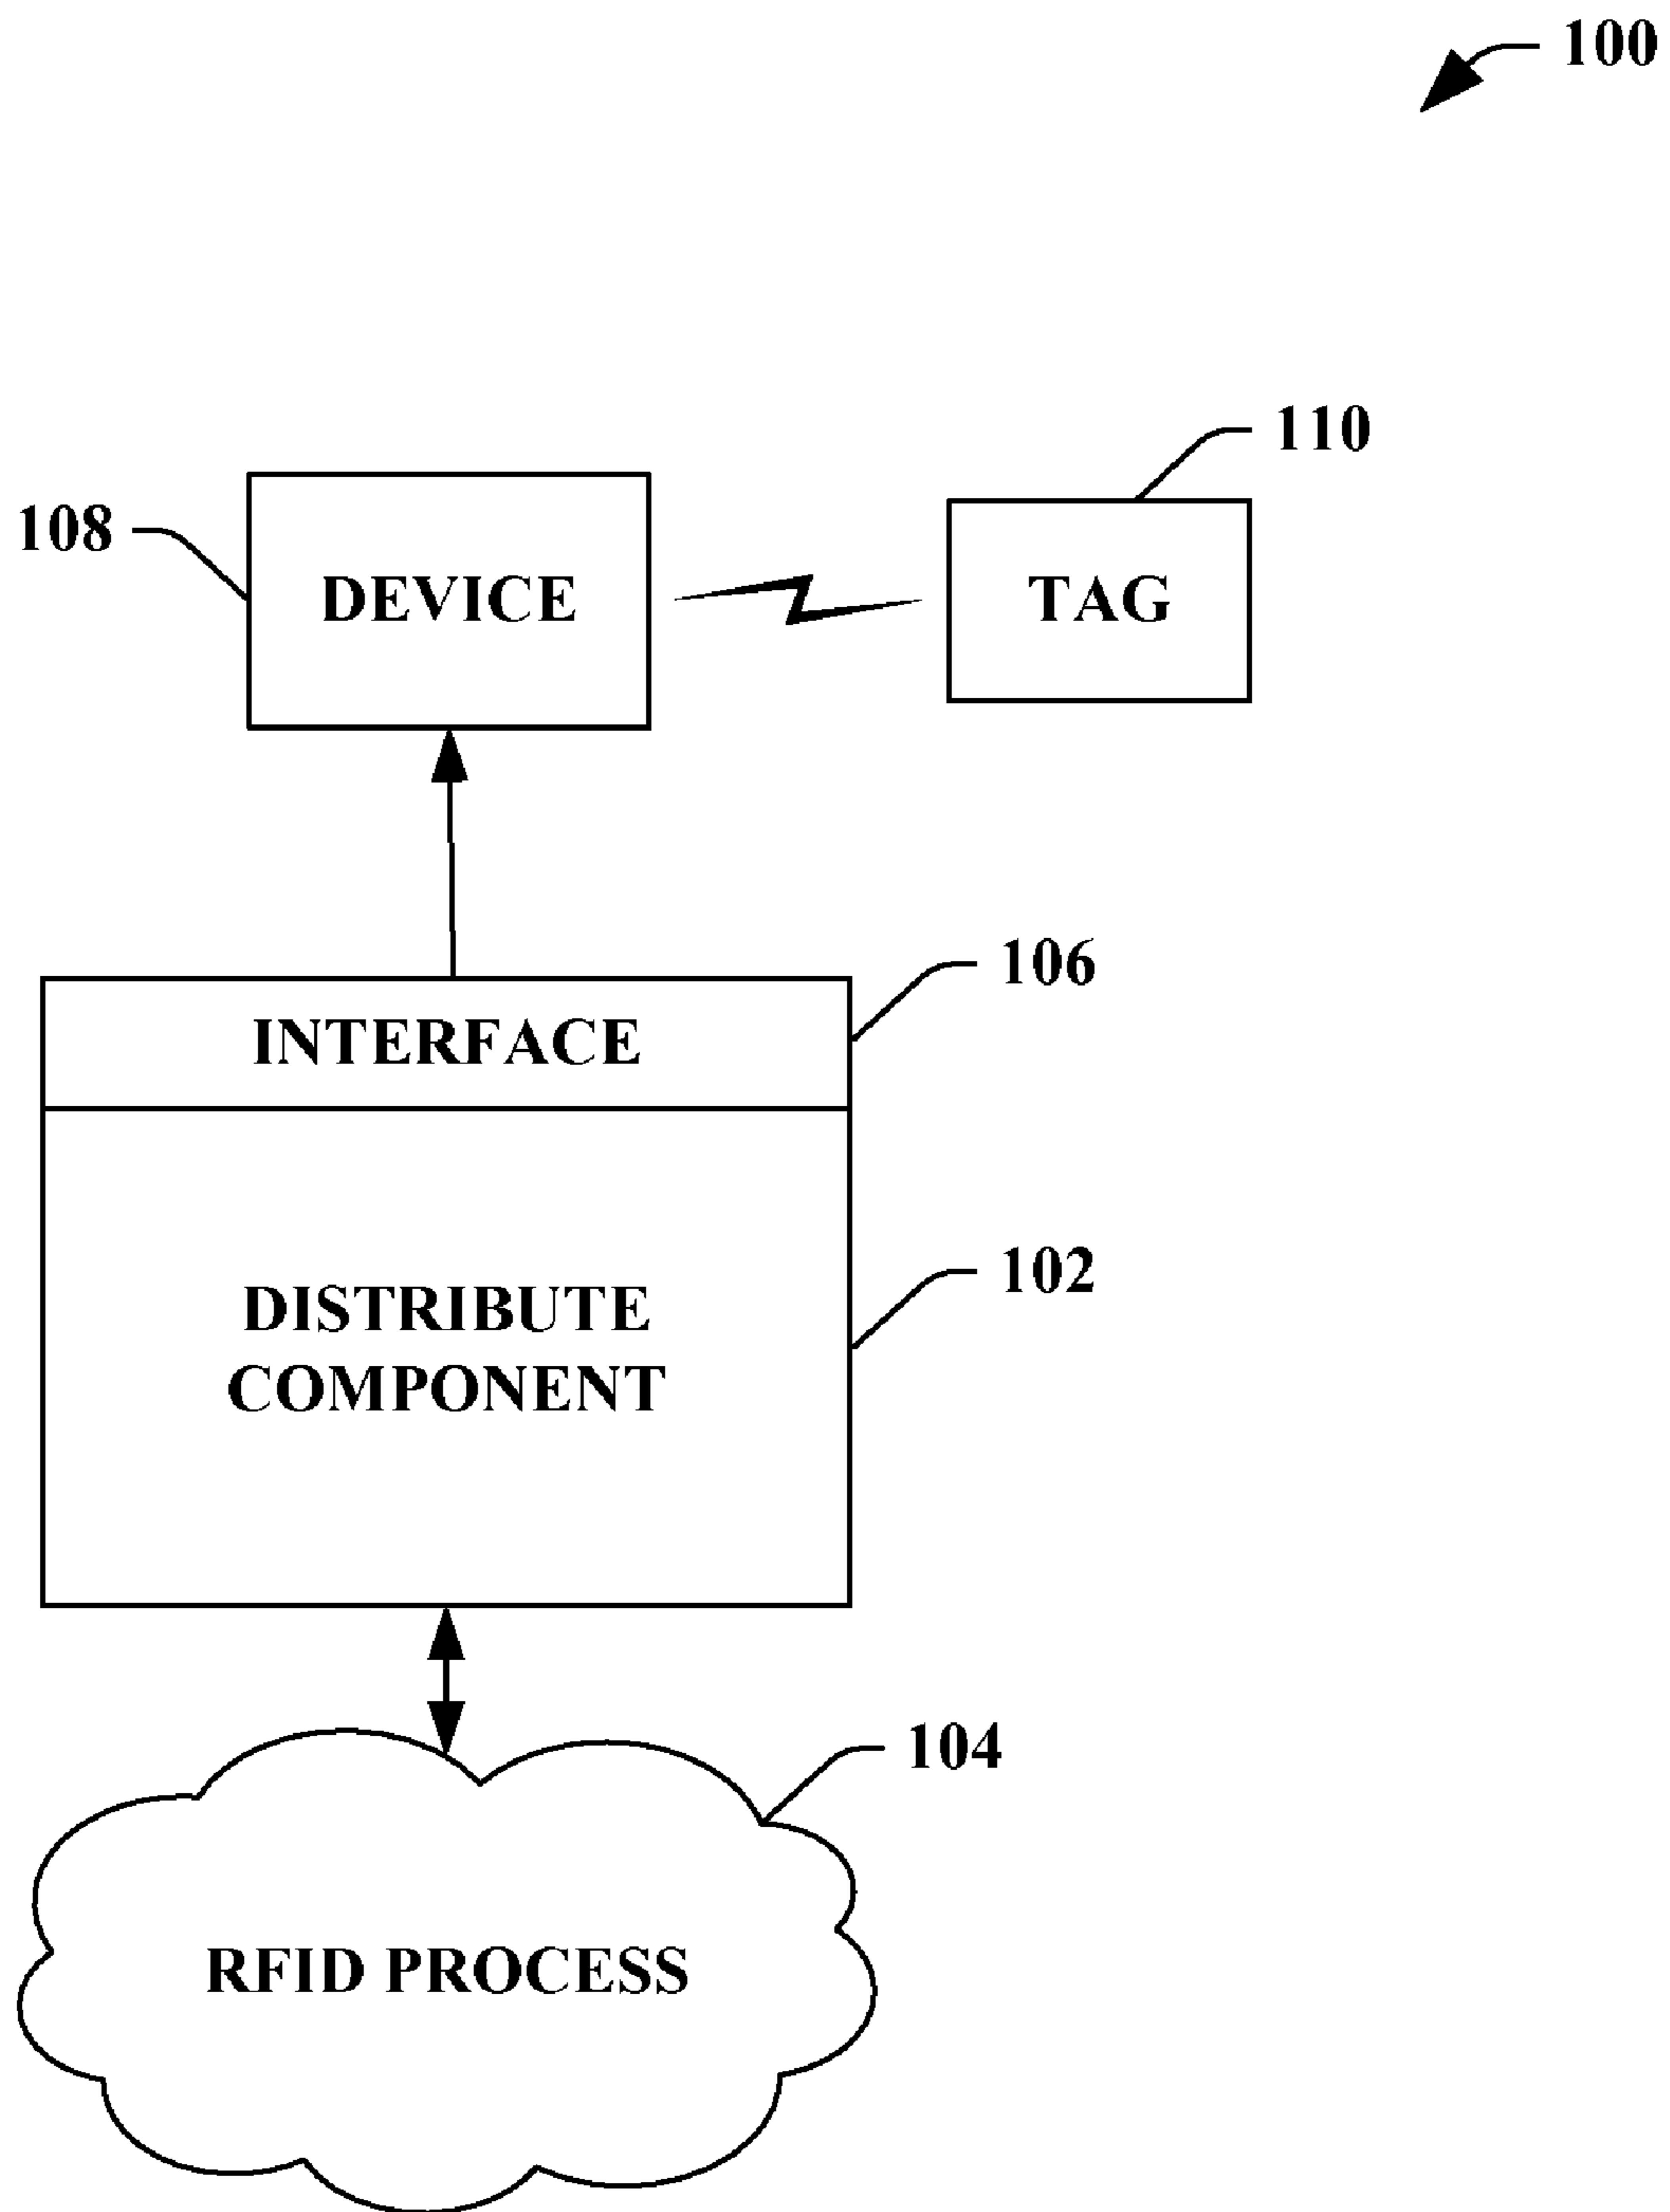 100
110
108
DEVICE
TAG
106
INTERFACE
102
DISTRIBUTE
COMPONENT
104
RFID PROCESS